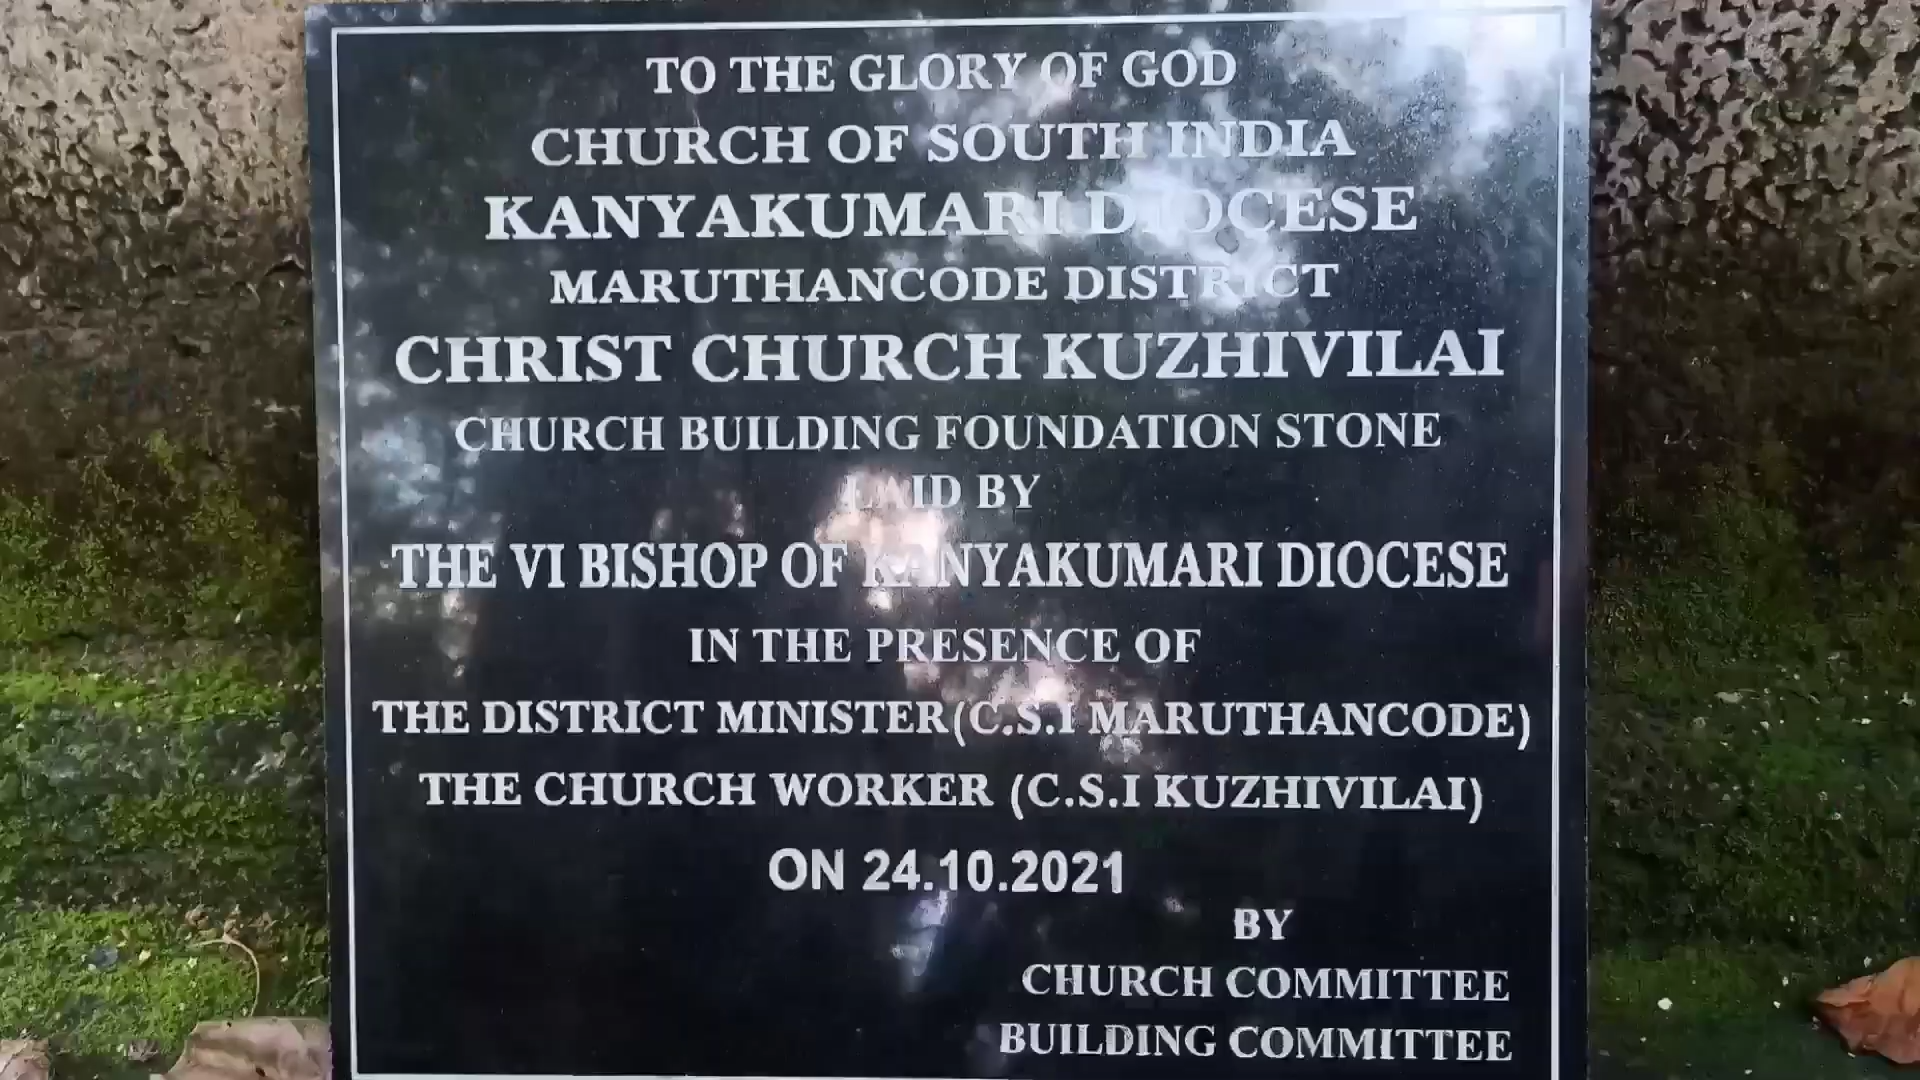 TO THE GLORY OF GOD
CHURCH OF SOUTH INDIA
KANYAKUMARI DIOCESE
MARUTHANCODE DISTRICT
CHRIST CHURCH KUZHIVILAI
CHURCH BUILDING FOUNDATION STONE
LAID BY
THE VI BISHOP OF KANYAKUMARI DIOCESE
IN THE PRESENCE OF
THE DISTRICT MINISTER(C.S.I MARUTHANCODE)
THE CHURCH WORKER (C.S.I KUZHIVILAI)
ON 24.10.2021
BY
CHURCH COMMITTEE
BUILDING COMMITTEE